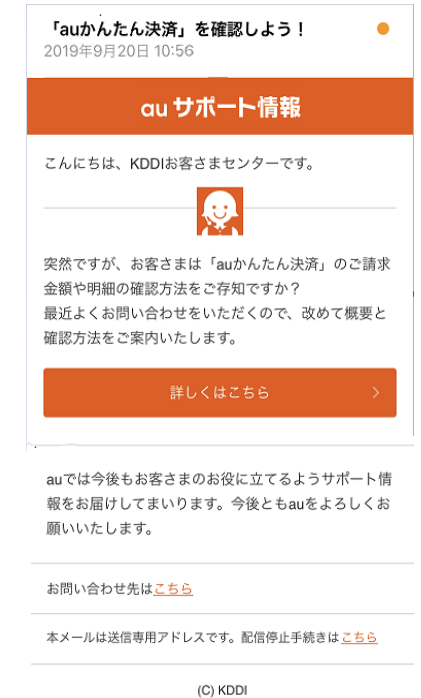 「auかんたん決済」を確認しよう！
2019年9月20日 10:56
au サポート情報
こんにちは、KDDIお客さまセンターです。
突然ですが、お客さまは「auかんたん決済」のご請求
金額や明細の確認方法をご存知ですか？
最近よくお問い合わせをいただくので、改めて概要と
確認方法をご案内いたします。
詳しくはこちら
auでは今後もお客さまのお役に立てるようサポート情
報をお届けしてまいります。今後ともauをよろしくお
願いいたします。
お問い合わせ先はこちら
本メールは送信専用アドレスです。配信停止手続きはこちら
(C) KDDI